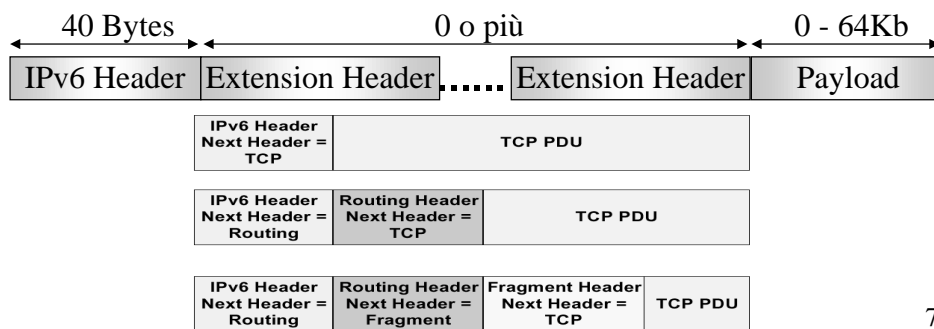 40 Bytes 0 o più 0 - 64Kb
IPv6 Header Extension Header Extension Header Payload
IPv6 Header
Next Header =
TCP
TCP PDU
IPv6 Header
Next Header =
Routing
Routing Header
Next Header =
TCP
TCP PDU
IPv6 Header
Next Header =
Routing
Routing Header
Next Header =
Fragment
Fragment Header
Next Header =
TCP
TCP PDU
7